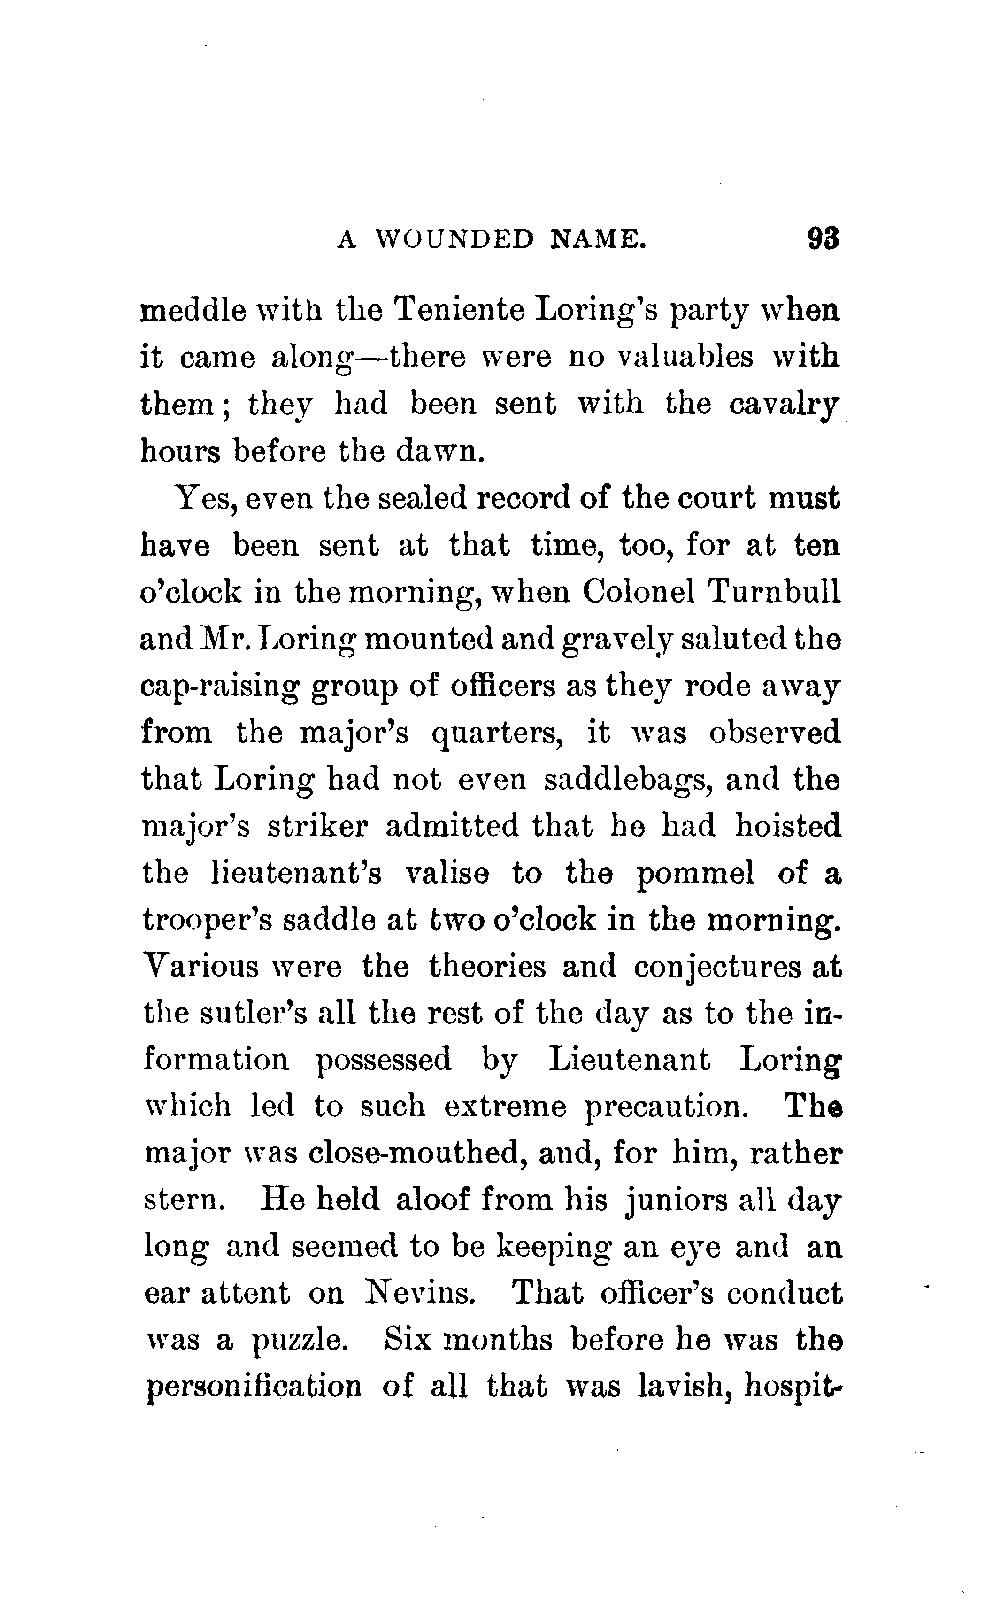 A WOUNDED NAME. 93
meddle with the Teniente Loring's party when
it came along—there were no valuables with
them; they had been sent with the cavalry
hours before the dawn.
Yes, even the sealed record of the court must
have been sent at that time, too, for at ten
o'clock in the morning, when Colonel Turnbull
and Mr. Loring mounted and gravely saluted the
cap-raising group of officers as they rode away
from the major's quarters, it was observed
that Loring had not even saddlebags, and the
major's striker admitted that he had hoisted
the lieutenant's valise to the pommel of a
trooper's saddle at two o'clock in the morning.
Various were the theories and conjectures at
the sutler's all the rest of the day as to the in-
formation possessed by Lieutenant Loring
which led to such extreme precaution. The
major was close-mouthed, and, for him, rather
stern. He held aloof from his juniors all day
long and seemed to be keeping an eye and an
ear attent on Nevins. That officer's conduct
was a puzzle. Six months before he was the
personification of all that was lavish, hospit-